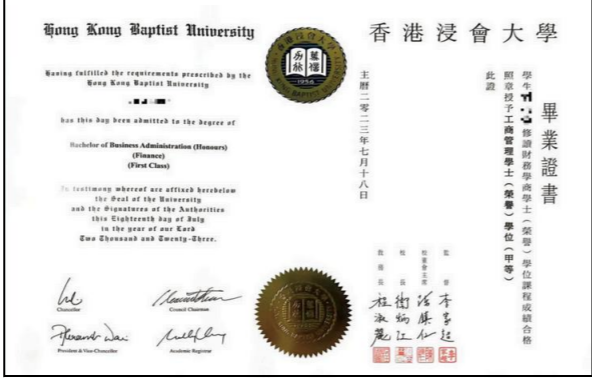 Hong Kong Baptist University
Having fulfilled the requirements prescribed by the
Hong Kong Baptist University
has this day been admitted to the degree of
Bachelor of Business Administration (Honours)
(Finance)
(First Class)
In testimony whereof are affixed herebelow
the Seal of the University
and the Signatures of the Authorities
this Eighteenth day of July
in the year of our Lord
Two Thousand and Twenty-Three.
Chancellor
Council Chairman
President & Vice-Chancellor
Academic Registrar
1956
香港浸會大學
畢業證書
學生
修讀財務學商學士（榮譽）學位課程成績合格
照章授予工商管理學士（榮譽）學位（甲等）
此證
主曆二零二三年七月十八日
監督
校董會主席
校長
教務長